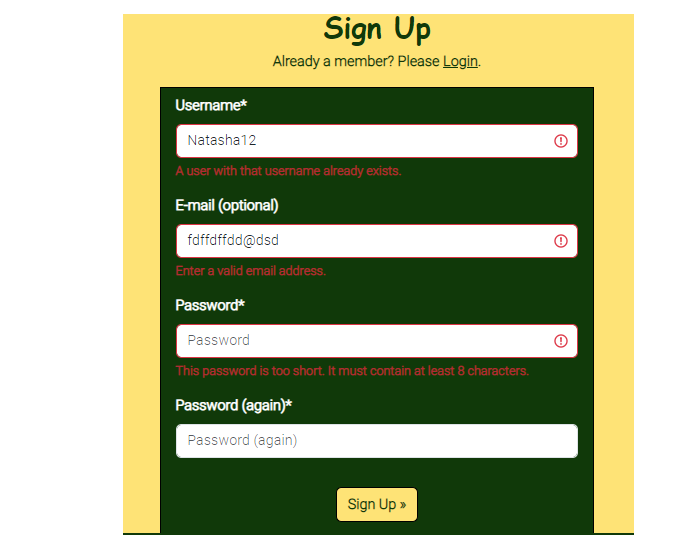 Sign Up
Already a member? Please Login.
Username*
Natasha12
A user with that username already exists.
E-mail (optional)
fdffdffdd@dsd
Enter a valid email address.
Password*
Password
This password is too short. It must contain at least 8 characters.
Password (again)*
Password (again)
Sign Up »